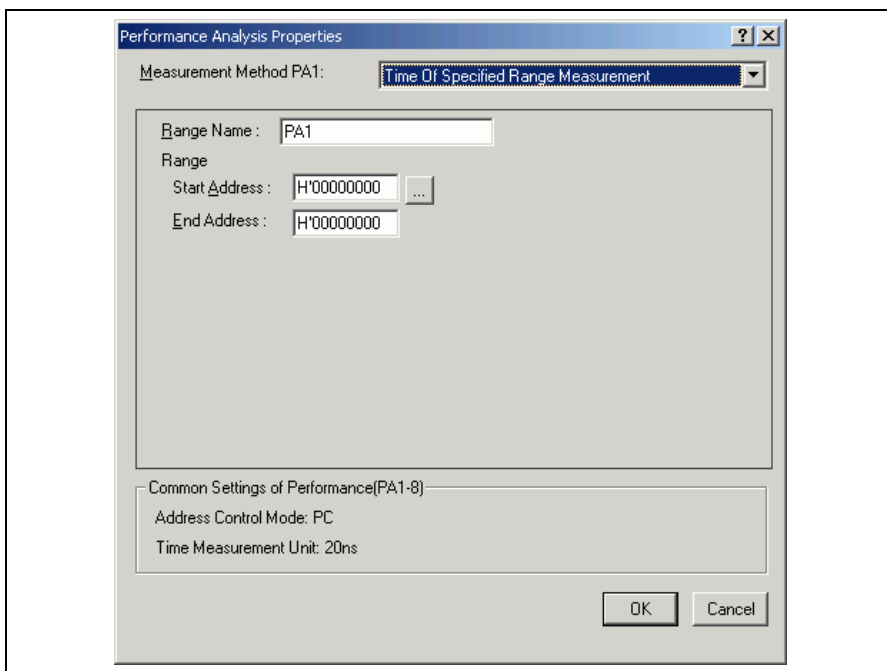 Performance Analysis Properties
Measurement Method PA1: Time Of Specified Range Measurement
Range Name : PA1
Range
Start Address : H'00000000 ...
End Address : H'00000000
Common Settings of Performance(PA1-8)
Address Control Mode: PC
Time Measurement Unit: 20ns
OK Cancel